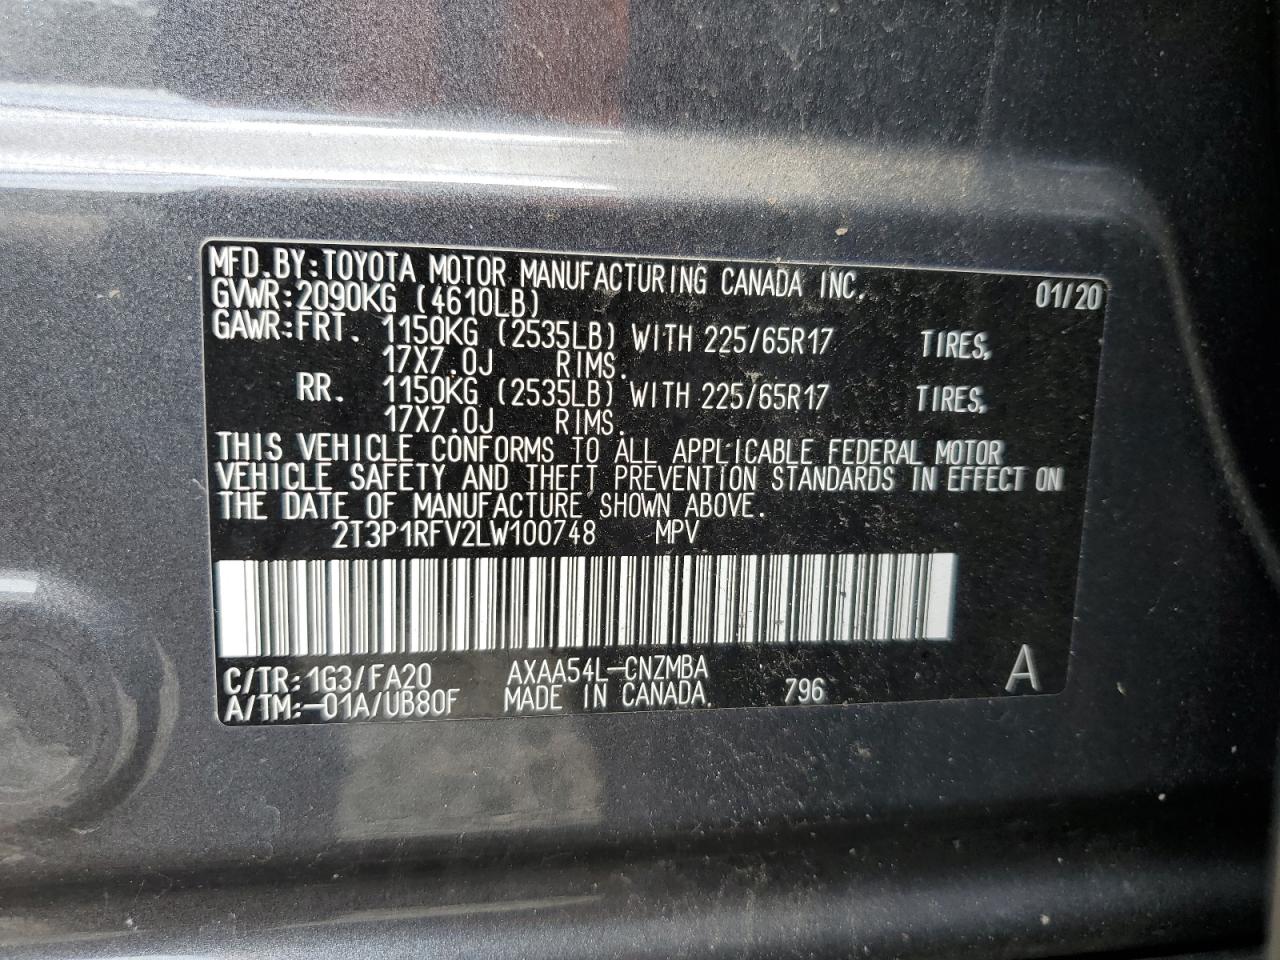 MFD.BY:TOYOTA MOTOR MANUFACTURING CANADA INC. 01/20
GVWR:2090KG (4610LB)
GAWR:FRT. 1150KG (2535LB) WITH 225/65R17 TIRES,
17X7.0J RIMS.
RR. 1150KG (2535LB) WITH 225/65R17 TIRES,
17X7.0J RIMS.
THIS VEHICLE CONFORMS TO ALL APPLICABLE FEDERAL MOTOR
VEHICLE SAFETY AND THEFT PREVENTION STANDARDS IN EFFECT ON
THE DATE OF MANUFACTURE SHOWN ABOVE.
2T3P1RFV2LW100748 MPV
C/TR:1G3/FA20 AXAA54L-CNZMBA A
A/TM:-01A/UB80F MADE IN CANADA. 796